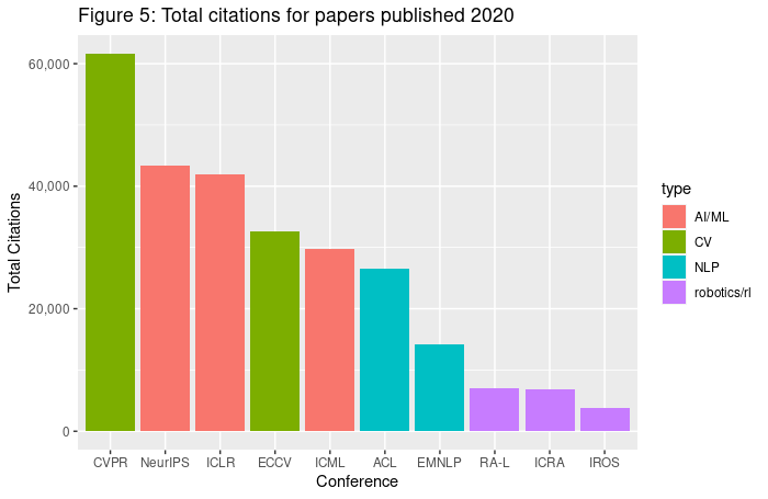 Figure 5: Total citations for papers published 2020
Total Citations
60,000
40,000
20,000
0
CVPR NeurIPS ICLR ECCV ICML ACL EMNLP RA-L ICRA IROS
Conference
type
AI/ML
CV
NLP
robotics/rl